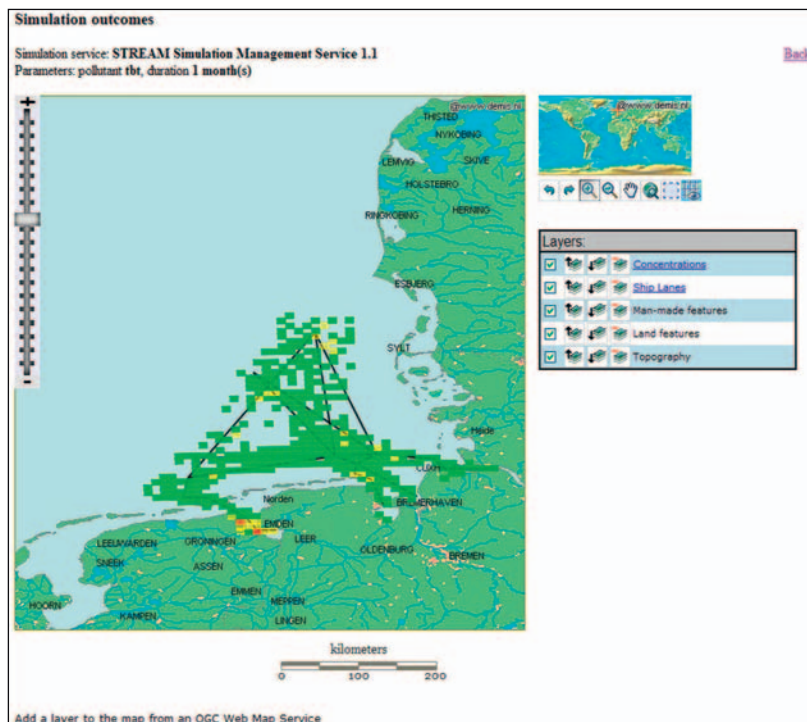 Simulation outcomes
Simulation service: STREAM Simulation Management Service 1.1
Back
Parameters: pollutant tbt, duration 1 month(s)
@www.demis.nl
@www.demis.nl
THISTED
NYKOBING
LEMVIG
SKIVE
HOLSTEBRO
RINGKOBING
HERNING
ESBJERG
SYLT
Heide
CUXH
Norden
BREMERHAVEN
EMDEN
LEEUWARDEN
GRONINGEN
LEER
OLDENBURG
BREMEN
SNEEK
ASSEN
EMMEN
MEPPEN
HOORN
KAMPEN
LINGEN
Layers:
Concentrations
Ship Lanes
Man-made features
Land features
Topography
kilometers
0 100 200
Add a layer to the map from an OGC Web Map Service